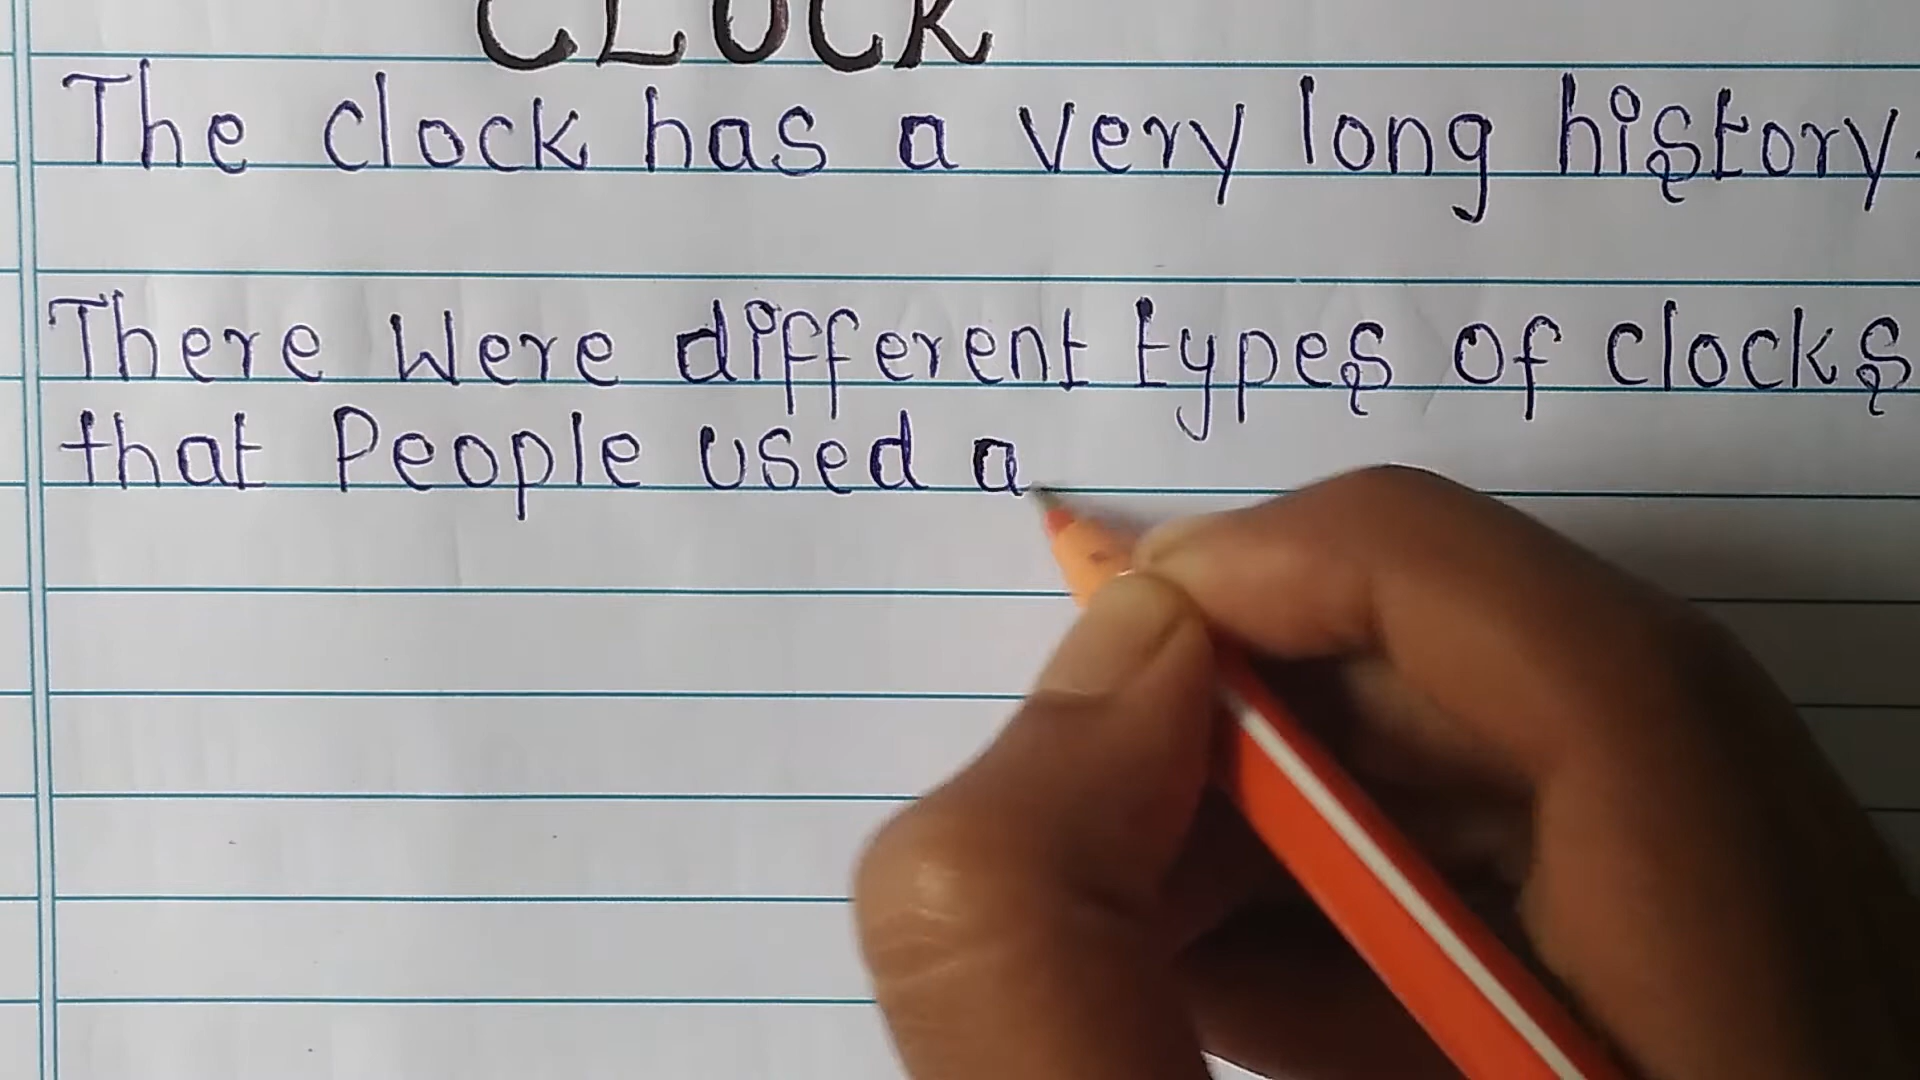 CLOCK
The clock has a very long history.
There Were different types of clocks
that People used a